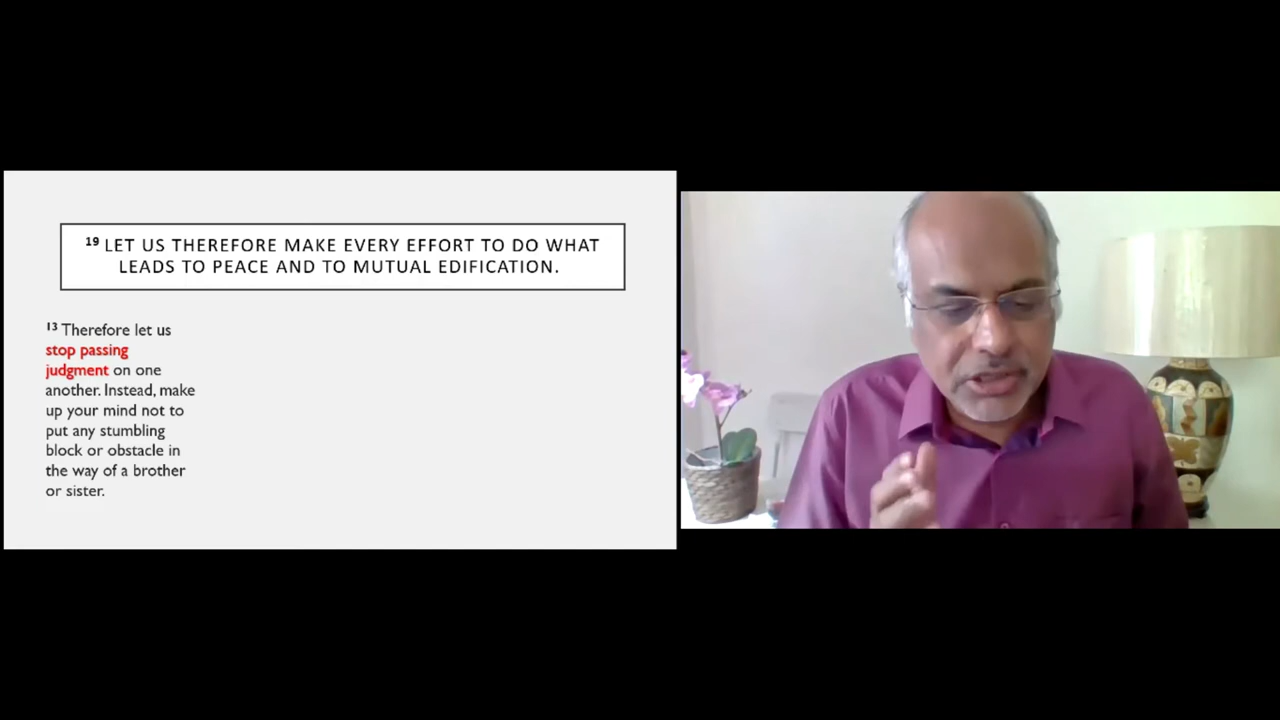 19 LET US THEREFORE MAKE EVERY EFFORT TO DO WHAT
LEADS TO PEACE AND TO MUTUAL EDIFICATION.
13 Therefore let us
stop passing
judgment on one
another. Instead, make
up your mind not to
put any stumbling
block or obstacle in
the way of a brother
or sister.